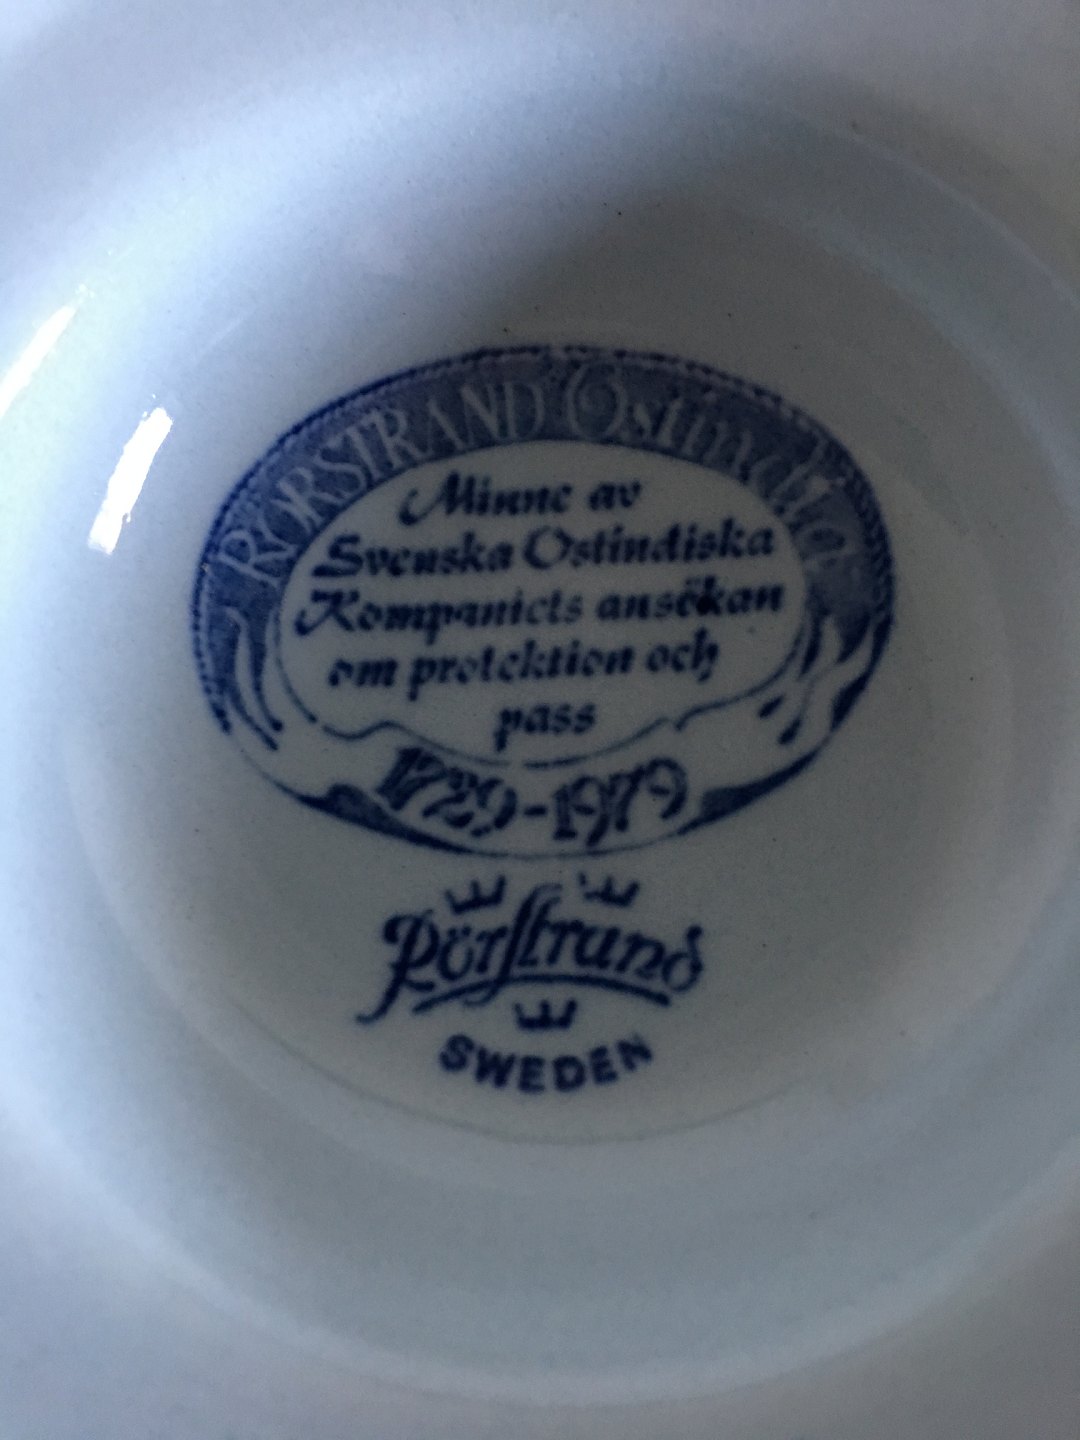 RÖRSTRAND Ostindia
Minne av
Svenska Ostindiska
Kompaniets ansökan
om protektion och
pass
1729-1979
Rörstrand
SWEDEN